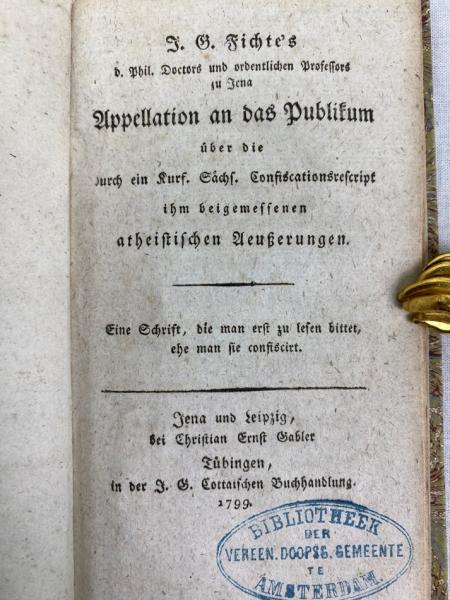 J. G. Fichte's
d. Phil. Doctors und ordentlichen Professors
zu Jena
Appellation an das Publikum
über die
durch ein Kurf. Sächs. Confiscationsrescript
ihm beigemessenen
atheistischen Aeußerungen.
Eine Schrift, die man erst zu lesen bittet,
ehe man sie confiscirt.
Jena und Leipzig,
bei Christian Ernst Gabler
Tübingen,
in der J. G. Cottaischen Buchhandlung.
1799.
BIBLIOTHEEK
DER
VEREEN. DOOPSG. GEMEENTE
TE
AMSTERDAM.